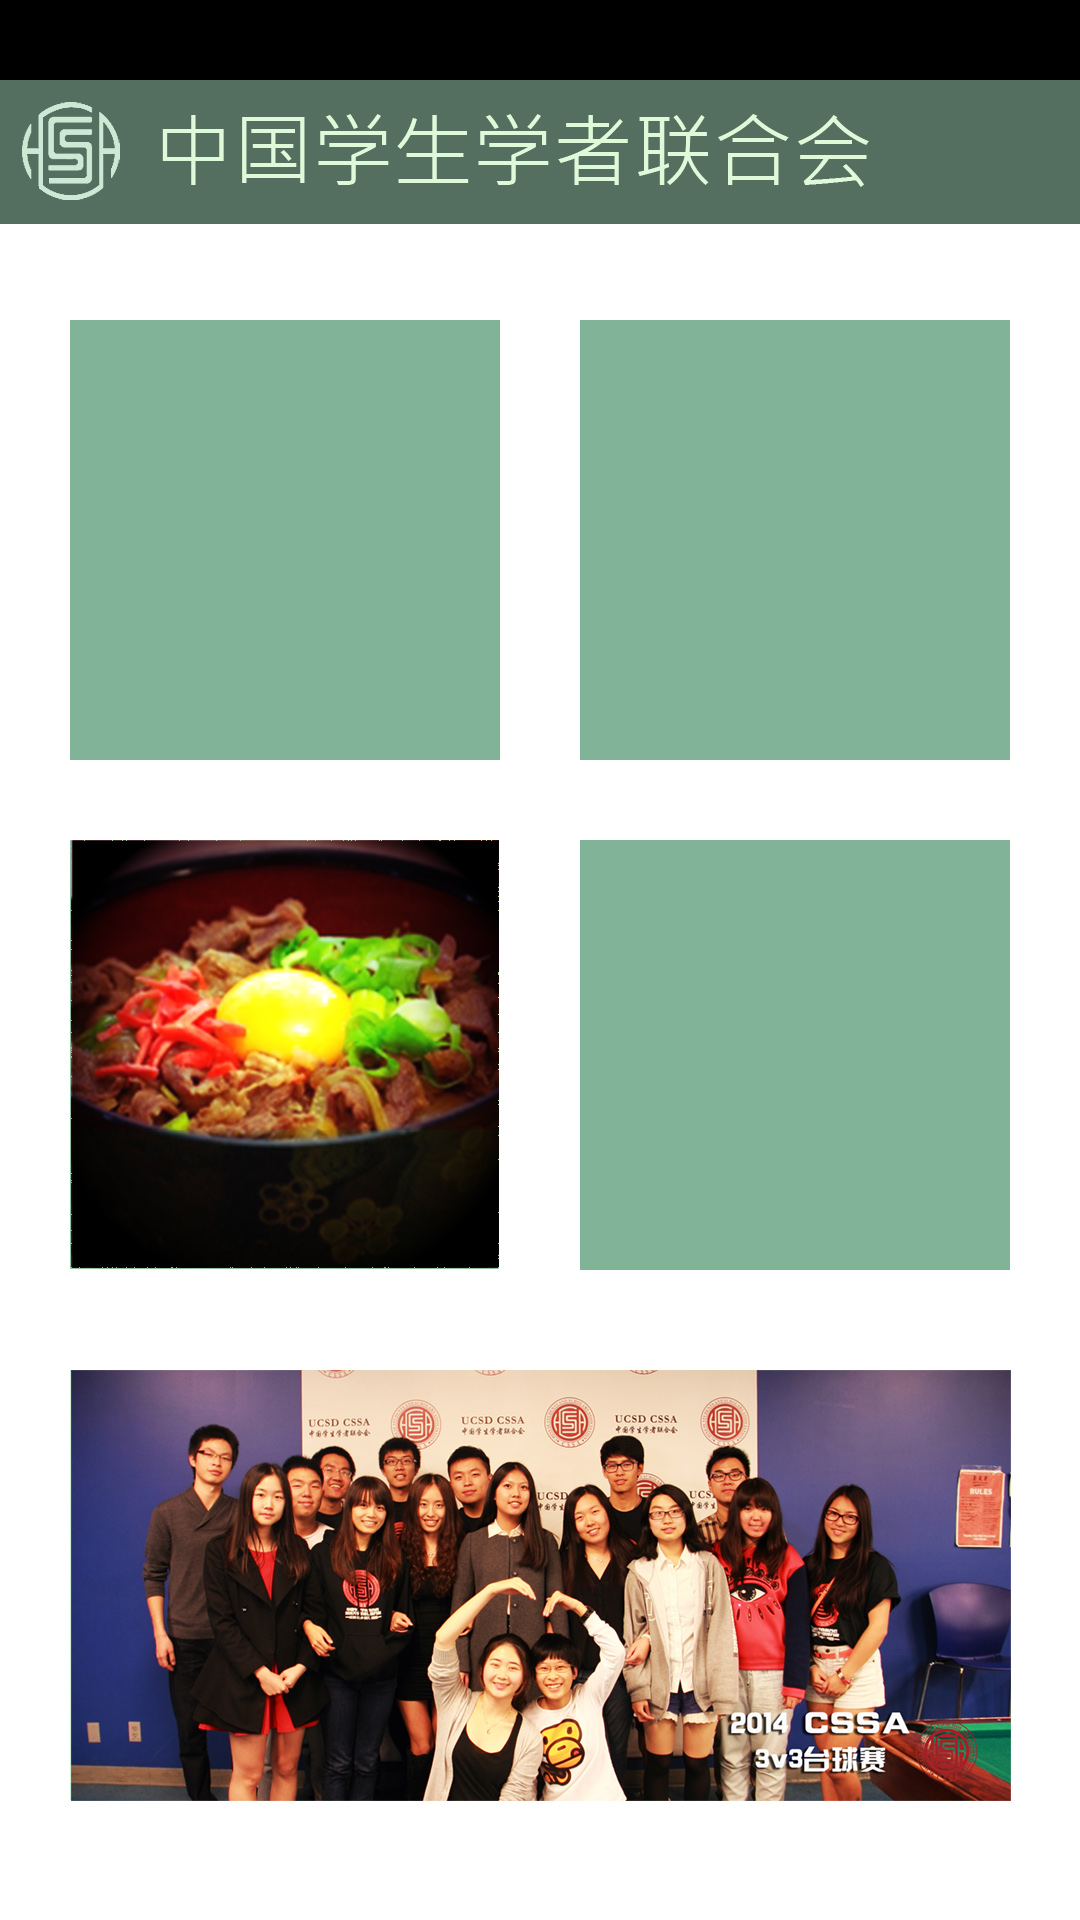 中国学生学者联合会
UCSD CSSA UCSD CSSA UCSD CSSA
中国学生学者联合会 中国学生学者联合会 中国学生学者联合会
RULES
2014 CSSA
3v3台球赛